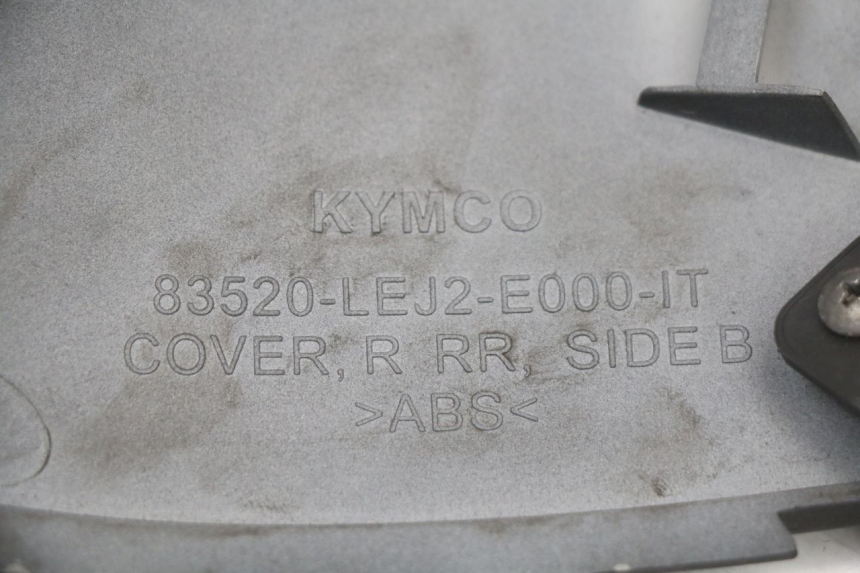 KYMCO
83520-LEJ2-E000-IT
COVER, R RR, SIDE B
>ABS<